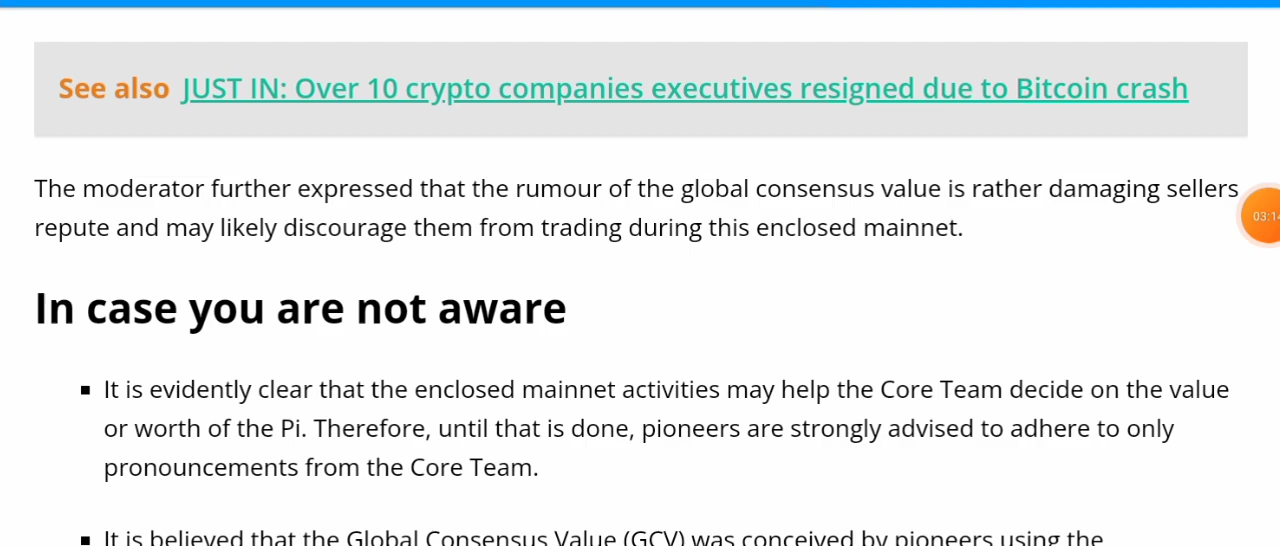 See also JUST IN: Over 10 crypto companies executives resigned due to Bitcoin crash
The moderator further expressed that the rumour of the global consensus value is rather damaging sellers
repute and may likely discourage them from trading during this enclosed mainnet.
03:14
In case you are not aware
▪ It is evidently clear that the enclosed mainnet activities may help the Core Team decide on the value
or worth of the Pi. Therefore, until that is done, pioneers are strongly advised to adhere to only
pronouncements from the Core Team.
▪ It is believed that the Global Consensus Value (GCV) was conceived by pioneers using the